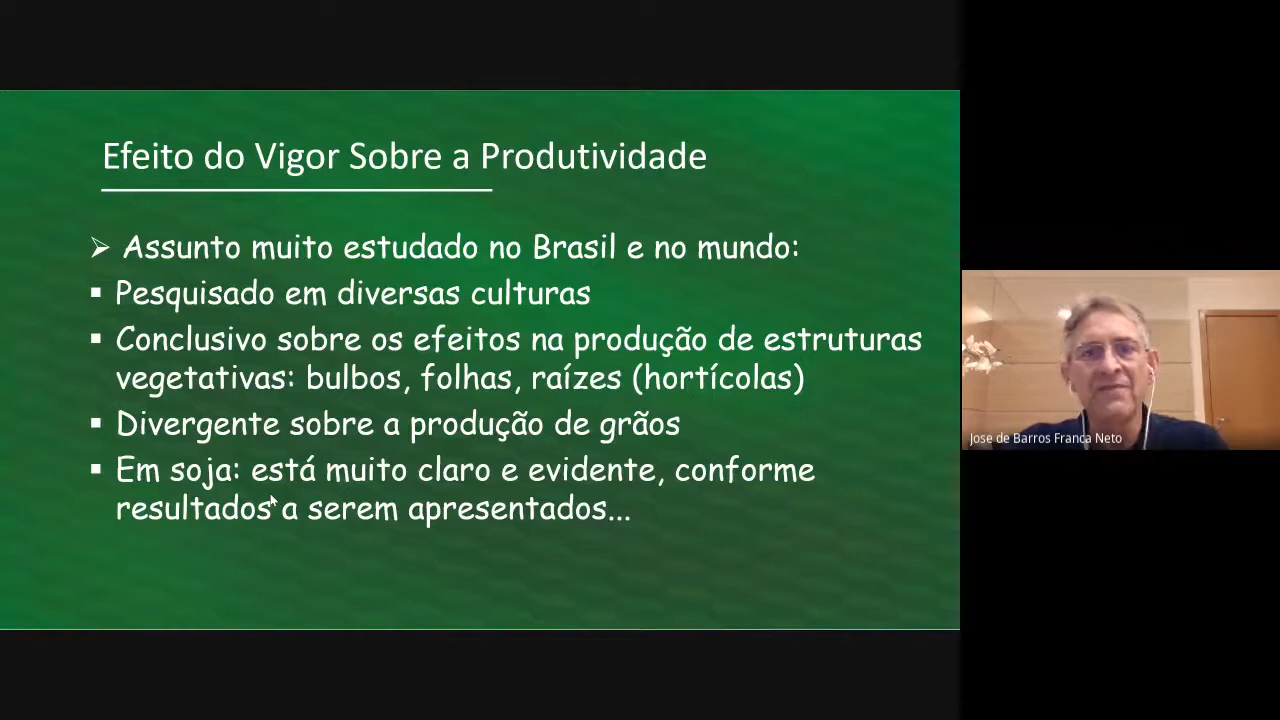 Efeito do Vigor Sobre a Produtividade
➢ Assunto muito estudado no Brasil e no mundo:
▪ Pesquisado em diversas culturas
▪ Conclusivo sobre os efeitos na produção de estruturas
vegetativas: bulbos, folhas, raízes (hortícolas)
▪ Divergente sobre a produção de grãos
▪ Em soja: está muito claro e evidente, conforme
resultados a serem apresentados...
Jose de Barros Franca Neto